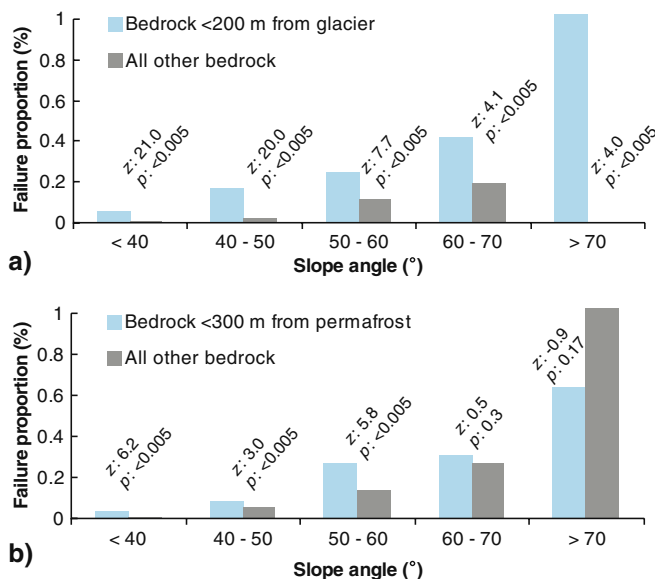 Failure proportion (%)
1
0.8
0.6
0.4
0.2
0
Bedrock <200 m from glacier
All other bedrock
z: 21.0
p: <0.005
z: 20.0
p: <0.005
z: 7.7
p: <0.005
z: 4.1
p: <0.005
z: 4.0
p: <0.005
< 40
40 - 50
50 - 60
60 - 70
> 70
Slope angle (°)
a)
Failure proportion (%)
1
0.8
0.6
0.4
0.2
0
Bedrock <300 m from permafrost
All other bedrock
z: 6.2
p: <0.005
z: 3.0
p: <0.005
z: 5.8
p: <0.005
z: 0.5
p: 0.3
z: -0.9
p: 0.17
< 40
40 - 50
50 - 60
60 - 70
> 70
Slope angle (°)
b)